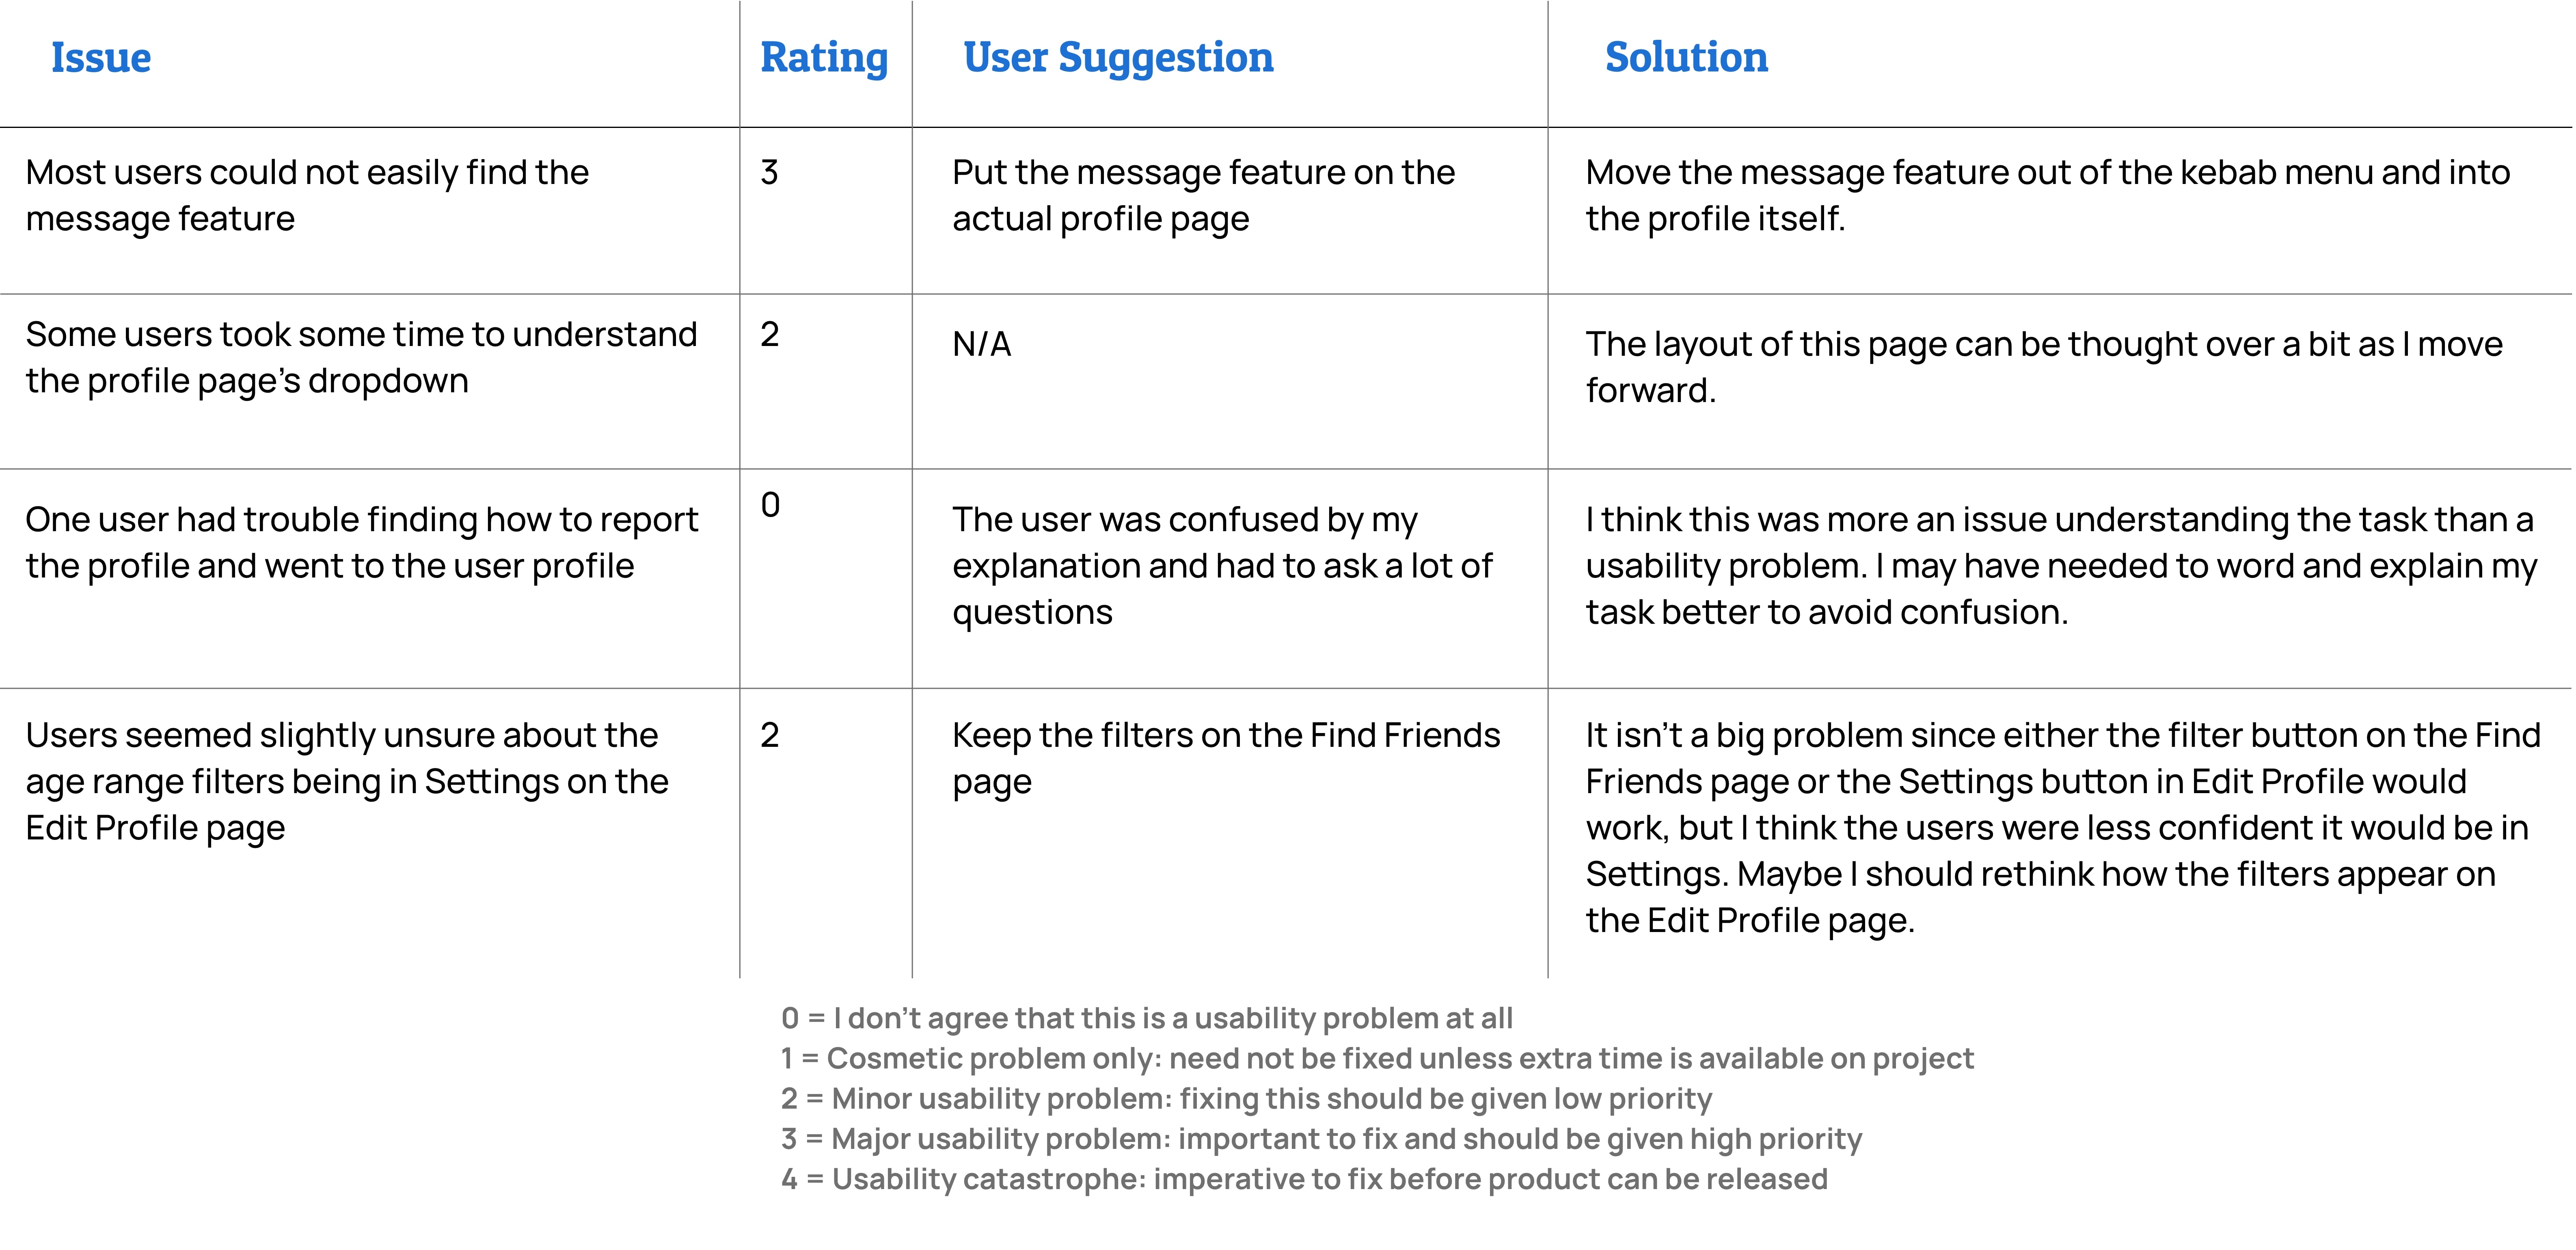 Issue
Rating
User Suggestion
Solution
Most users could not easily find the
message feature
3
Put the message feature on the
actual profile page
Move the message feature out of the kebab menu and into
the profile itself.
Some users took some time to understand
the profile page’s dropdown
2
N/A
The layout of this page can be thought over a bit as I move
forward.
One user had trouble finding how to report
the profile and went to the user profile
0
The user was confused by my
explanation and had to ask a lot of
questions
I think this was more an issue understanding the task than a
usability problem. I may have needed to word and explain my
task better to avoid confusion.
Users seemed slightly unsure about the
age range filters being in Settings on the
Edit Profile page
2
Keep the filters on the Find Friends
page
It isn’t a big problem since either the filter button on the Find
Friends page or the Settings button in Edit Profile would
work, but I think the users were less confident it would be in
Settings. Maybe I should rethink how the filters appear on
the Edit Profile page.
0 = I don’t agree that this is a usability problem at all
1 = Cosmetic problem only: need not be fixed unless extra time is available on project
2 = Minor usability problem: fixing this should be given low priority
3 = Major usability problem: important to fix and should be given high priority
4 = Usability catastrophe: imperative to fix before product can be released